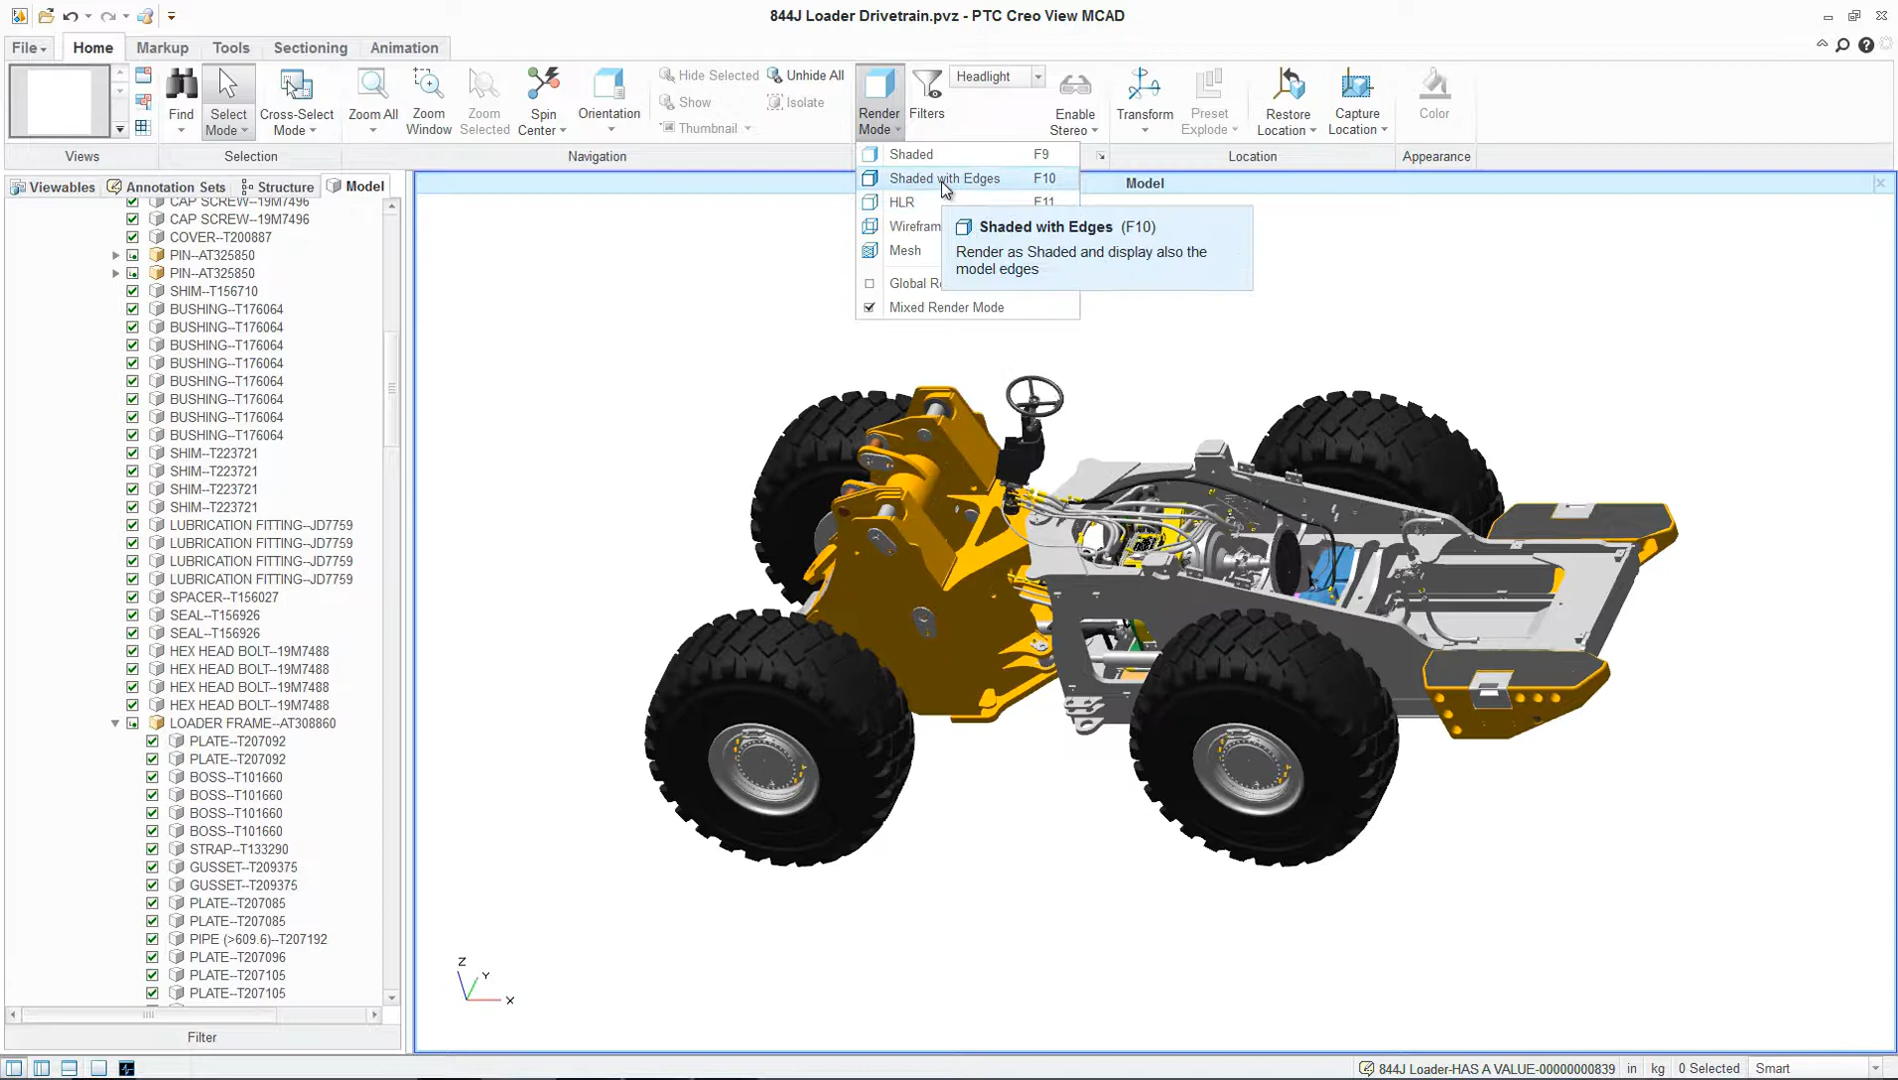 844J Loader Drivetrain.pvz - PTC Creo View MCAD
File Home Markup Tools Sectioning Animation
Find
Select Mode
Cross-Select Mode
Zoom All
Zoom Window
Zoom Selected
Spin Center
Orientation
Hide Selected
Unhide All
Show
Isolate
Thumbnail
Render Mode
Filters
Headlight
Enable Stereo
Transform
Preset Explode
Restore Location
Capture Location
Color
Views Selection Navigation Location Appearance
Viewables Annotation Sets Structure Model
Model
Shaded F9
Shaded with Edges F10
HLR F11
Wirefram
Mesh
Global R
Mixed Render Mode
Shaded with Edges (F10)
Render as Shaded and display also the
model edges
CAP SCREW--19M7496
CAP SCREW--19M7496
COVER--T200887
PIN--AT325850
PIN--AT325850
SHIM--T156710
BUSHING--T176064
BUSHING--T176064
BUSHING--T176064
BUSHING--T176064
BUSHING--T176064
BUSHING--T176064
BUSHING--T176064
BUSHING--T176064
SHIM--T223721
SHIM--T223721
SHIM--T223721
SHIM--T223721
LUBRICATION FITTING--JD7759
LUBRICATION FITTING--JD7759
LUBRICATION FITTING--JD7759
LUBRICATION FITTING--JD7759
SPACER--T156027
SEAL--T156926
SEAL--T156926
HEX HEAD BOLT--19M7488
HEX HEAD BOLT--19M7488
HEX HEAD BOLT--19M7488
HEX HEAD BOLT--19M7488
LOADER FRAME--AT308860
PLATE--T207092
PLATE--T207092
BOSS--T101660
BOSS--T101660
BOSS--T101660
BOSS--T101660
STRAP--T133290
GUSSET--T209375
GUSSET--T209375
PLATE--T207085
PLATE--T207085
PIPE (>609.6)--T207192
PLATE--T207096
PLATE--T207105
PLATE--T207105
Filter
Z
Y
X
844J Loader-HAS A VALUE-00000000839 in kg 0 Selected Smart